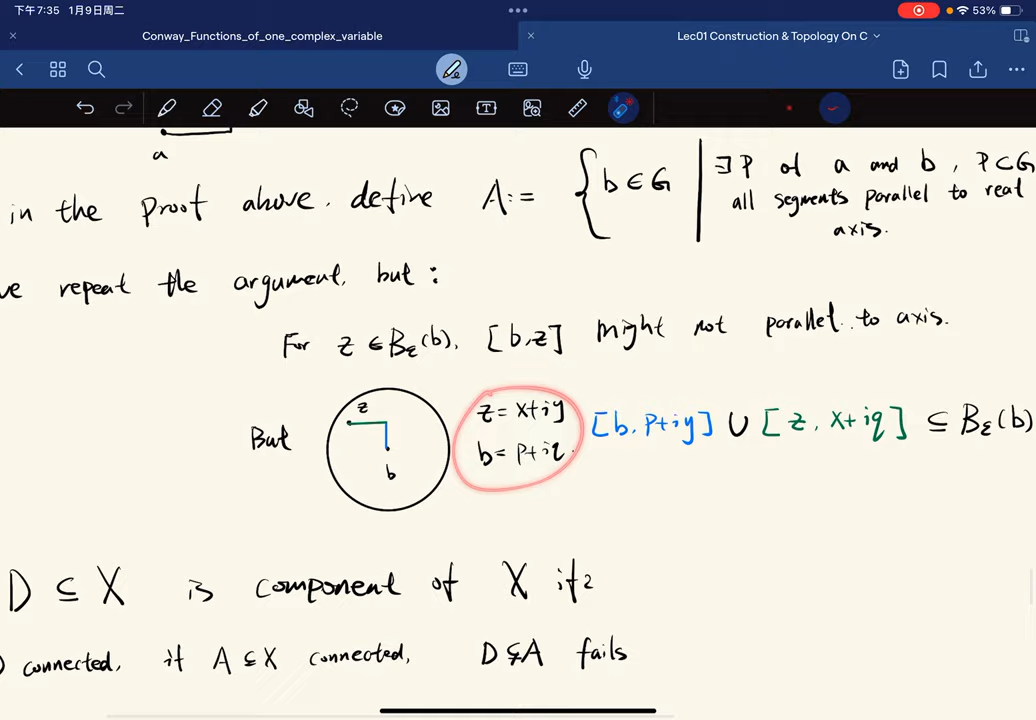 下午7:35 1月9日周二
53%
Conway_Functions_of_one_complex_variable
Lec01 Construction & Topology On C
a
in the proof above, define A := { b ∈ G | ∃ P of a and b, P ⊂ G
all segments parallel to real
axis.
we repeat the argument, but :
For z ∈ Bε(b), [b,z] might not parallel to axis.
But
z
b
z = x+iy
b = p+iq
[b, p+iy] ∪ [z, x+iq] ⊆ Bε(b)
D ⊆ X is component of X if:
D connected, if A ⊆ X connected, D ⊊ A fails